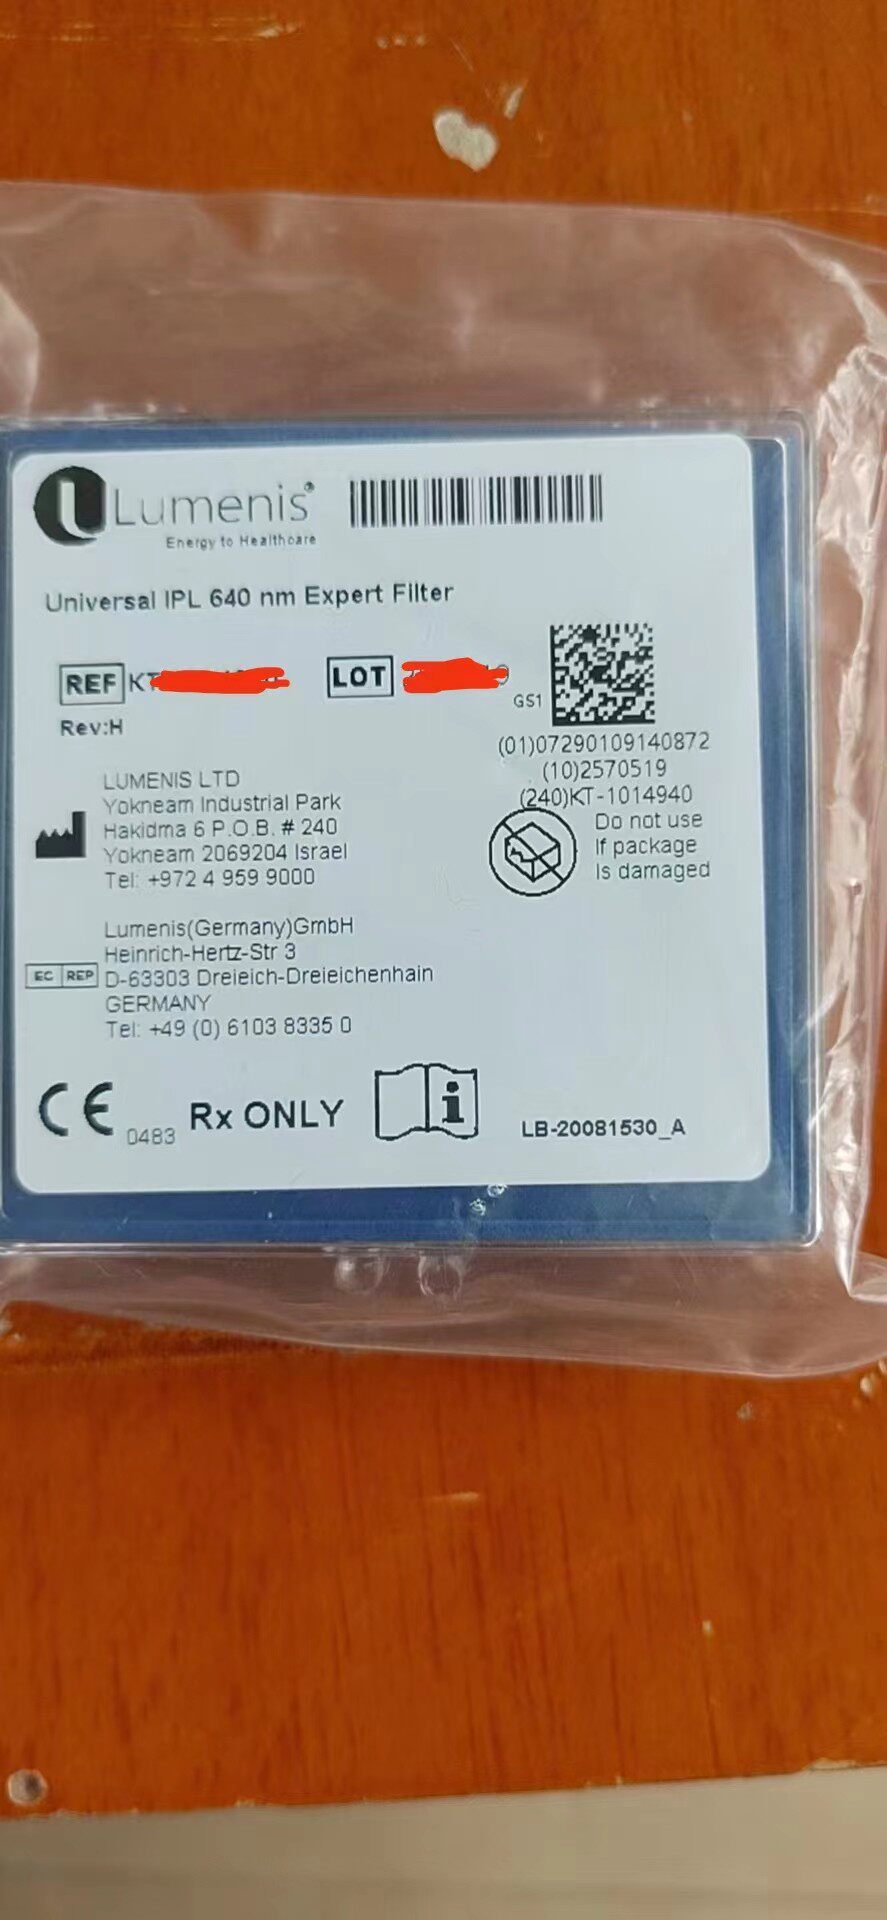 Lumenis®
Energy to Healthcare
Universal IPL 640 nm Expert Filter
REF
LOT
GS1
Rev:H
(01)07290109140872
(10)2570519
(240)KT-1014940
Do not use
If package
Is damaged
LUMENIS LTD
Yokneam Industrial Park
Hakidma 6 P.O.B. # 240
Yokneam 2069204 Israel
Tel: +972 4 959 9000
Lumenis(Germany)GmbH
Heinrich-Hertz-Str 3
EC REP D-63303 Dreieich-Dreieichenhain
GERMANY
Tel: +49 (0) 6103 8335 0
CE 0483 Rx ONLY
LB-20081530_A